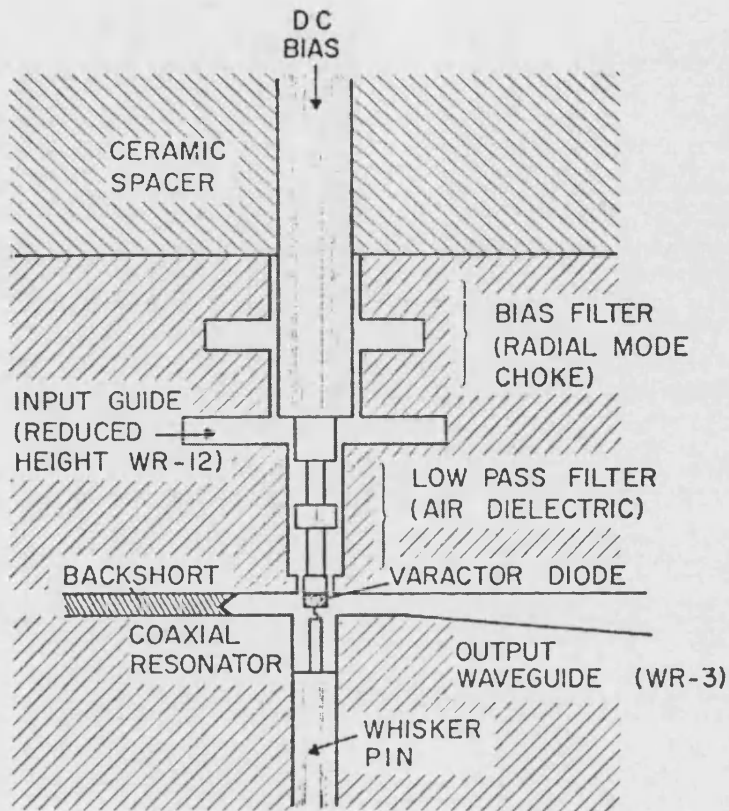 DC
BIAS
CERAMIC
SPACER
BIAS FILTER
(RADIAL MODE
CHOKE)
INPUT GUIDE
(REDUCED
HEIGHT WR-12)
LOW PASS FILTER
(AIR DIELECTRIC)
BACKSHORT
VARACTOR DIODE
COAXIAL
RESONATOR
OUTPUT
WAVEGUIDE (WR-3)
WHISKER
PIN